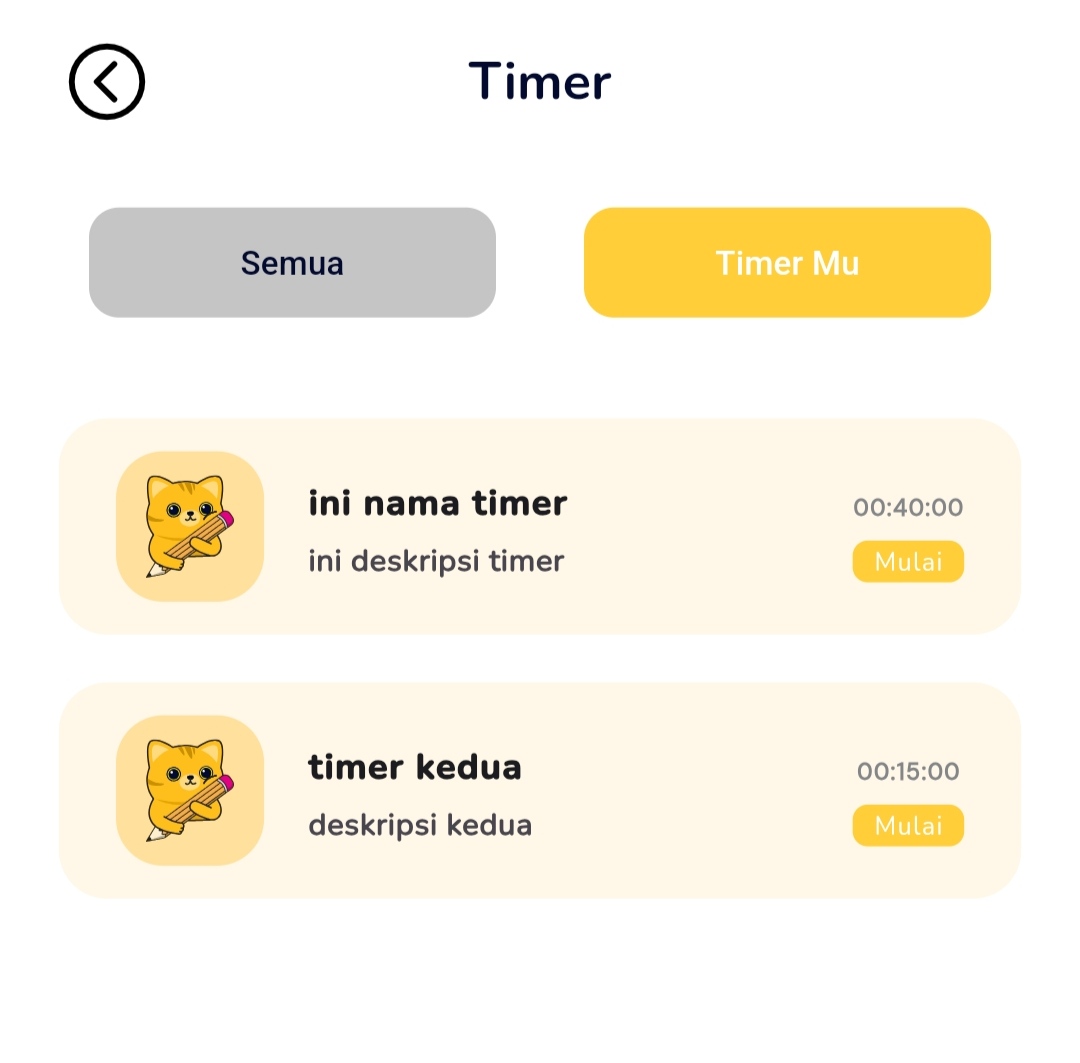 Timer
Semua
Timer Mu
ini nama timer
00:40:00
ini deskripsi timer
Mulai
timer kedua
00:15:00
deskripsi kedua
Mulai